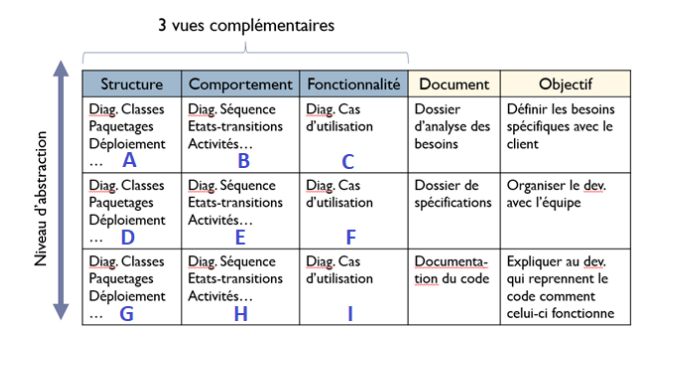 3 vues complémentaires
Niveau d'abstraction
Structure Comportement Fonctionnalité Document Objectif
Diag. Classes
Paquetages
Déploiement
... A
Diag. Séquence
Etats-transitions
Activités...
B
Diag. Cas
d'utilisation
C
Dossier
d'analyse des
besoins
Définir les besoins
spécifiques avec le
client
Diag. Classes
Paquetages
Déploiement
... D
Diag. Séquence
Etats-transitions
Activités...
E
Diag. Cas
d'utilisation
F
Dossier de
spécifications
Organiser le dev.
avec l'équipe
Diag. Classes
Paquetages
Déploiement
... G
Diag. Séquence
Etats-transitions
Activités...
H
Diag. Cas
d'utilisation
I
Documenta-
tion du code
Expliquer au dev.
qui reprennent le
code comment
celui-ci fonctionne